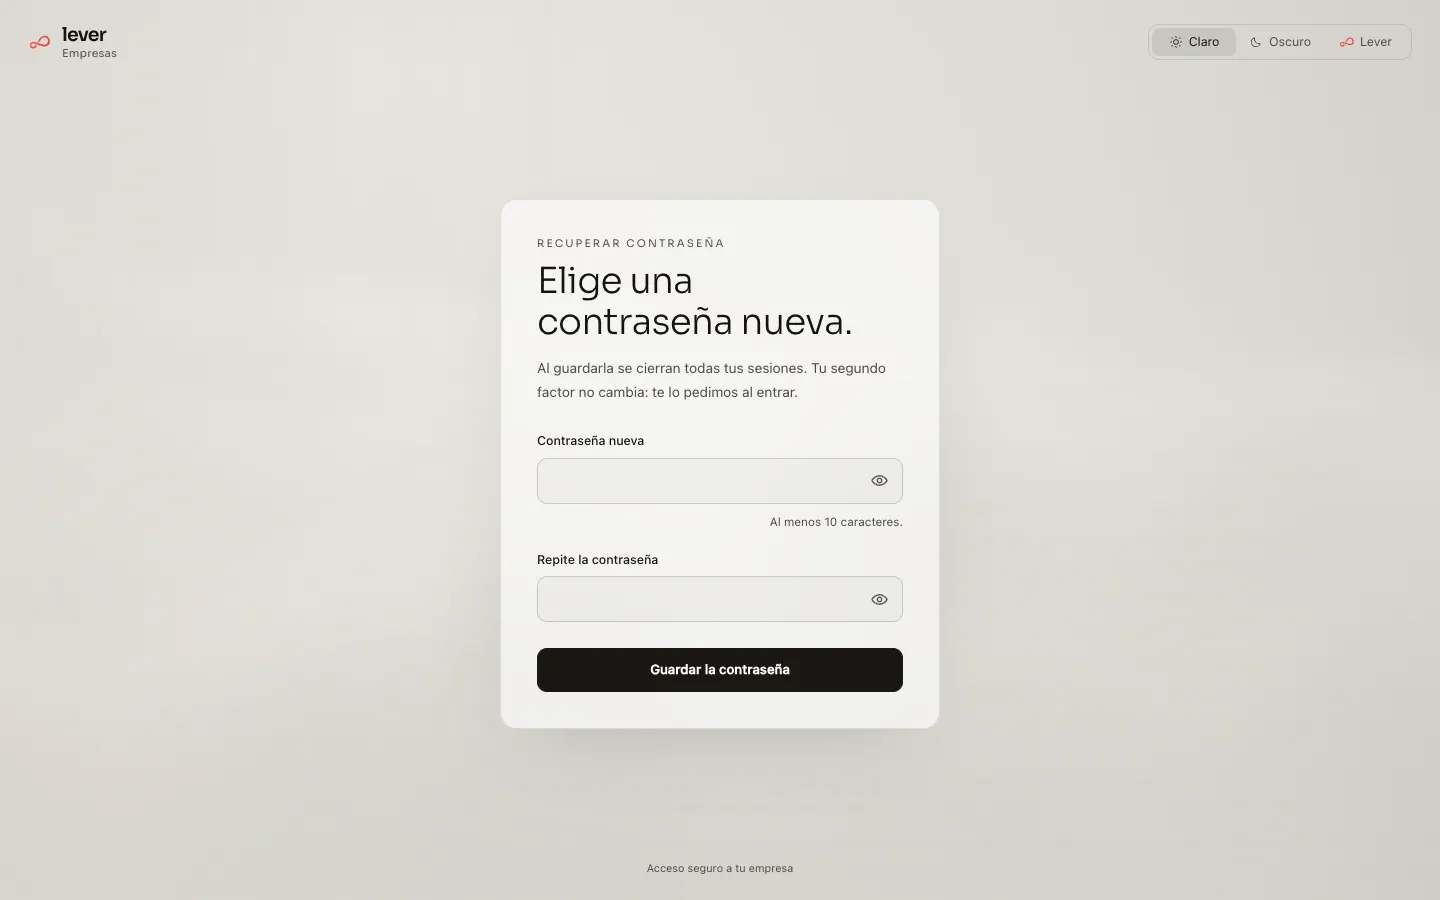 lever
Empresas
Claro
Oscuro
Lever
RECUPERAR CONTRASEÑA
Elige una
contraseña nueva.
Al guardarla se cierran todas tus sesiones. Tu segundo
factor no cambia: te lo pedimos al entrar.
Contraseña nueva
Al menos 10 caracteres.
Repite la contraseña
Guardar la contraseña
Acceso seguro a tu empresa